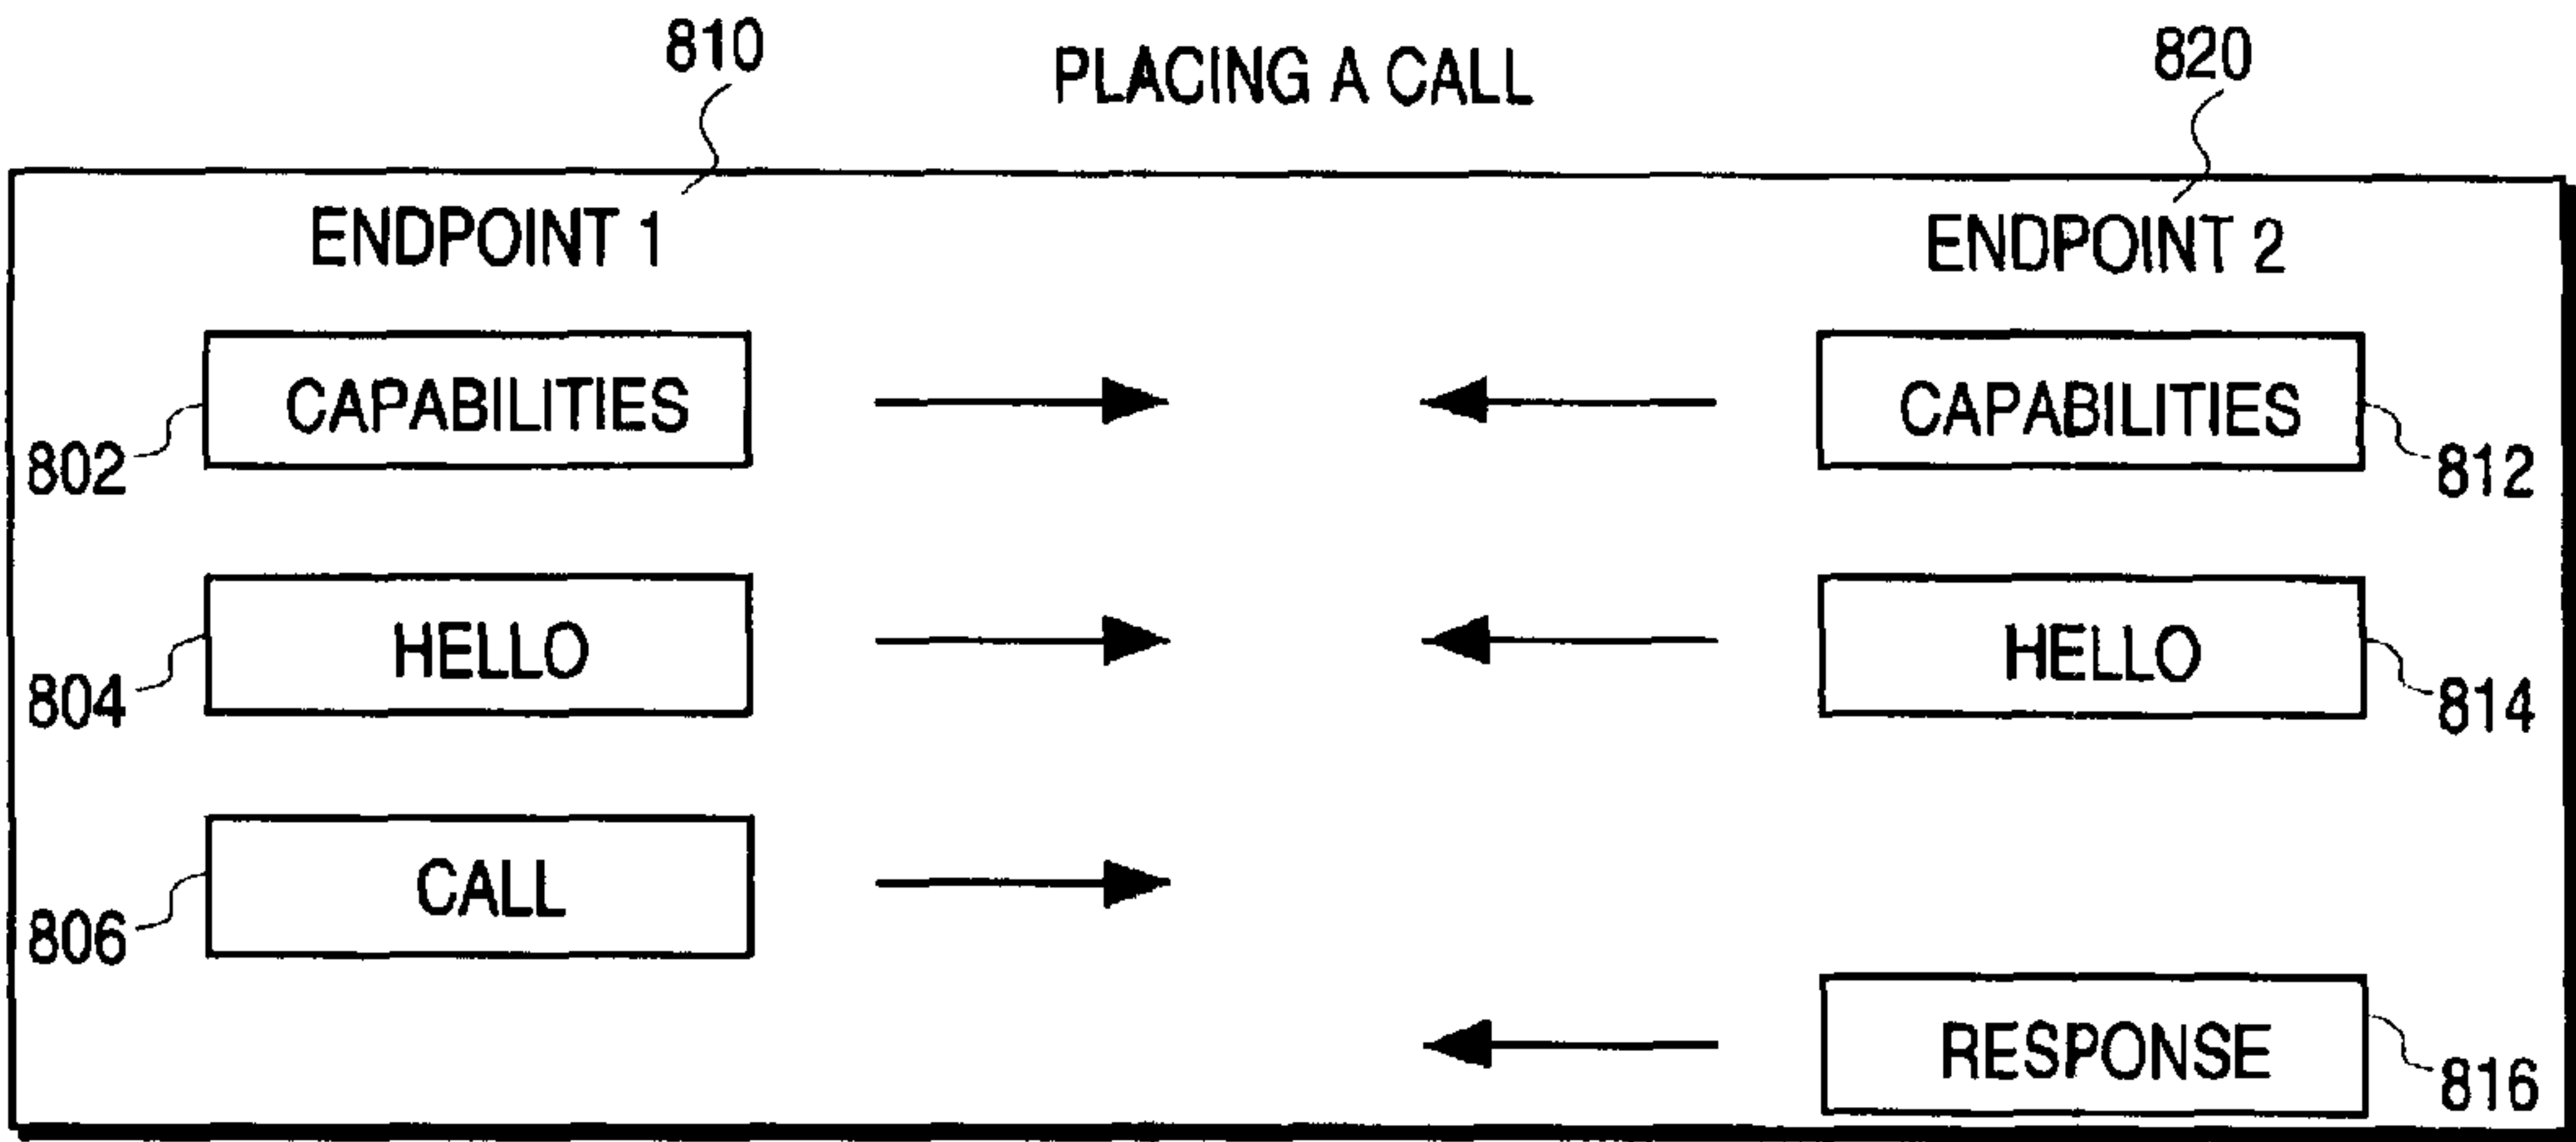 810
PLACING A CALL
820
ENDPOINT 1
ENDPOINT 2
CAPABILITIES
CAPABILITIES
802
812
HELLO
HELLO
804
814
CALL
806
RESPONSE
816